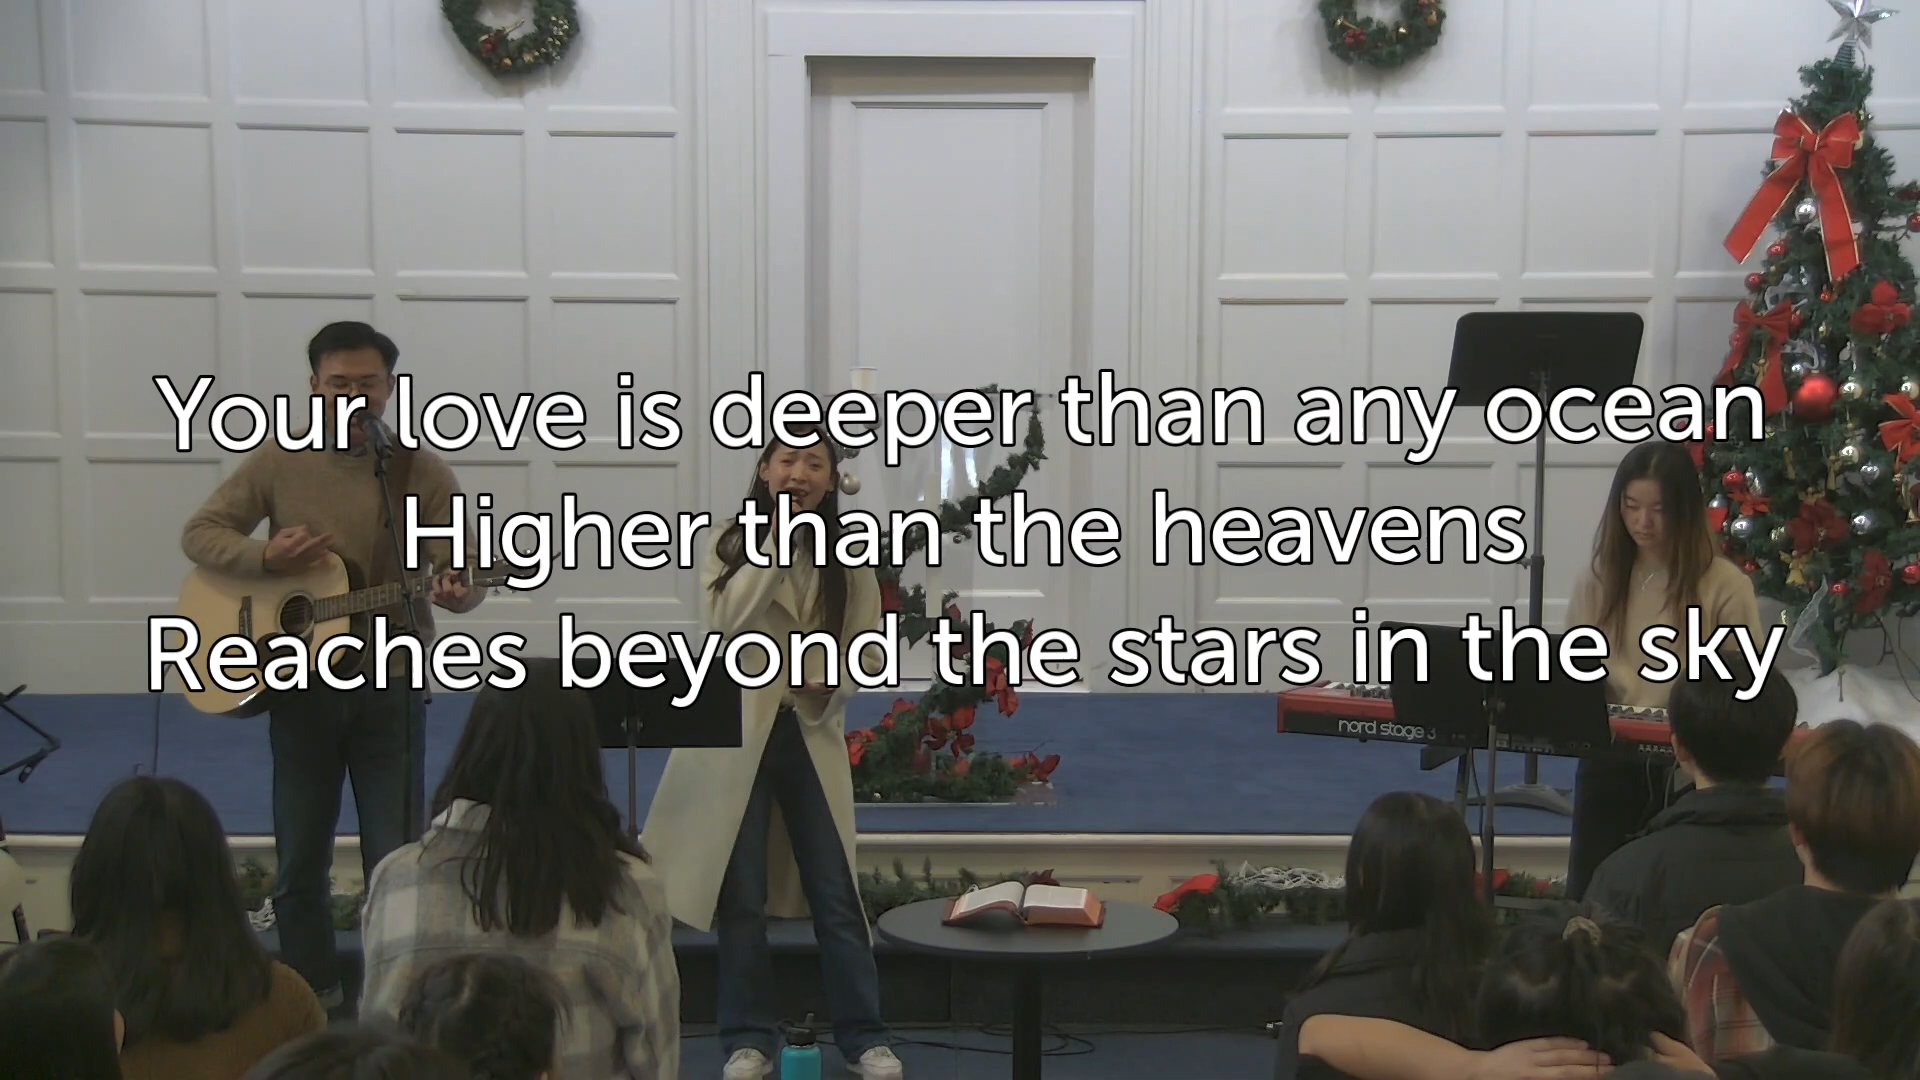 Your love is deeper than any ocean
Higher than the heavens
Reaches beyond the stars in the sky
nord stage 3